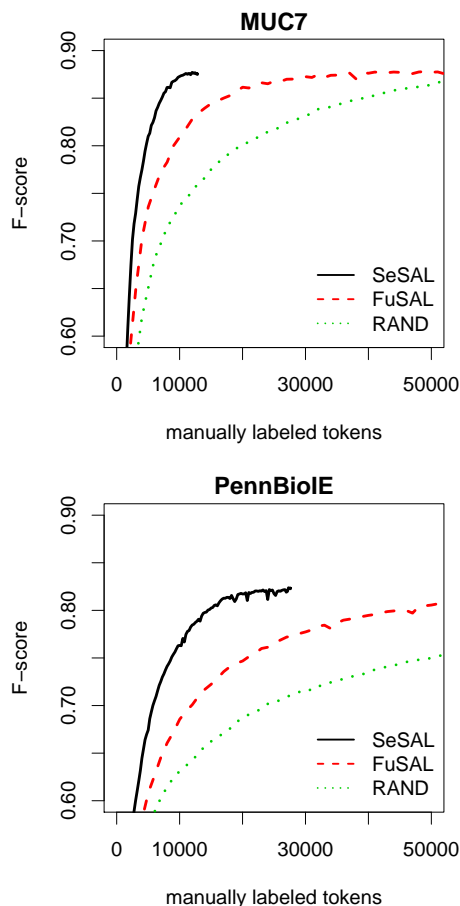 MUC7
F−score
0.90
0.80
0.70
0.60
SeSAL
FuSAL
RAND
0
10000
30000
50000
manually labeled tokens
PennBioIE
F−score
0.90
0.80
0.70
0.60
SeSAL
FuSAL
RAND
0
10000
30000
50000
manually labeled tokens